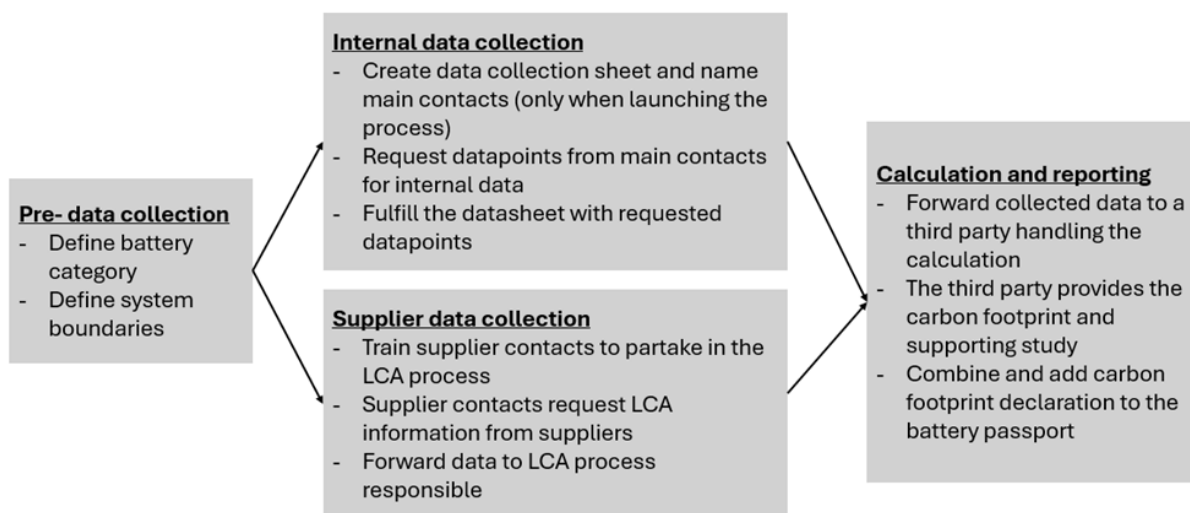 Pre- data collection
- Define battery
category
- Define system
boundaries
Internal data collection
- Create data collection sheet and name
main contacts (only when launching the
process)
- Request datapoints from main contacts
for internal data
- Fulfill the datasheet with requested
datapoints
Supplier data collection
- Train supplier contacts to partake in the
LCA process
- Supplier contacts request LCA
information from suppliers
- Forward data to LCA process
responsible
Calculation and reporting
- Forward collected data to a
third party handling the
calculation
- The third party provides the
carbon footprint and
supporting study
- Combine and add carbon
footprint declaration to the
battery passport